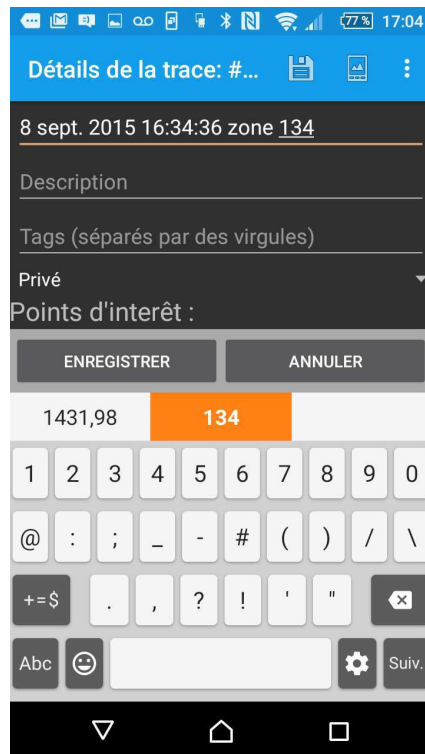 77 % 17:04
Détails de la trace: #...
8 sept. 2015 16:34:36 zone 134
Description
Tags (séparés par des virgules)
Privé
Points d'interêt :
ENREGISTRER ANNULER
1431,98 134
1 2 3 4 5 6 7 8 9 0
@ : ; _ - # ( ) / \
+=$ . , ? ! ' "
Abc Suiv.